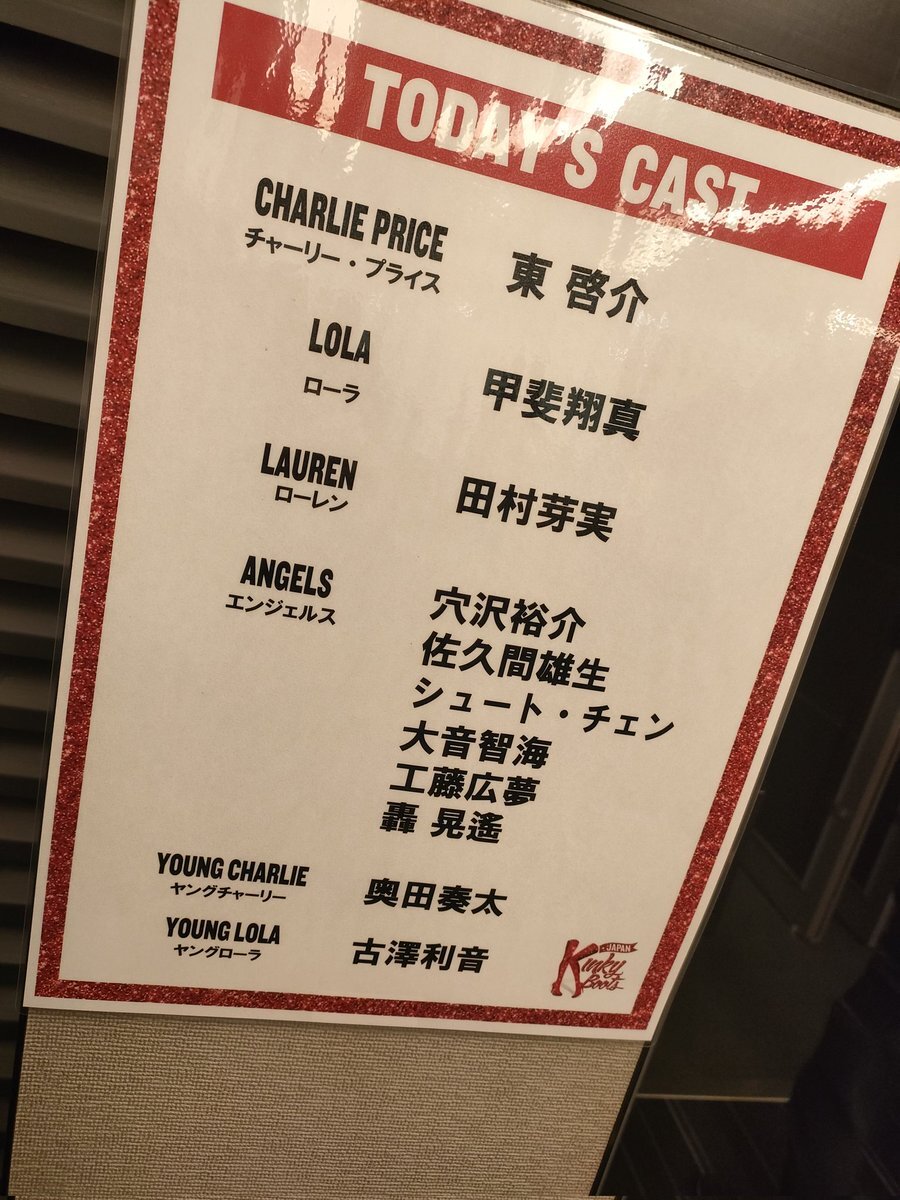 TODAY'S CAST
CHARLIE PRICE
チャーリー・プライス
東 啓介
LOLA
ローラ
甲斐翔真
LAUREN
ローレン
田村芽実
ANGELS
エンジェルス
穴沢裕介
佐久間雄生
シュート・チェン
大音智海
工藤広夢
轟 晃遙
YOUNG CHARLIE
ヤングチャーリー
奥田奏太
YOUNG LOLA
ヤングローラ
古澤利音
JAPAN
Kinky
Boots